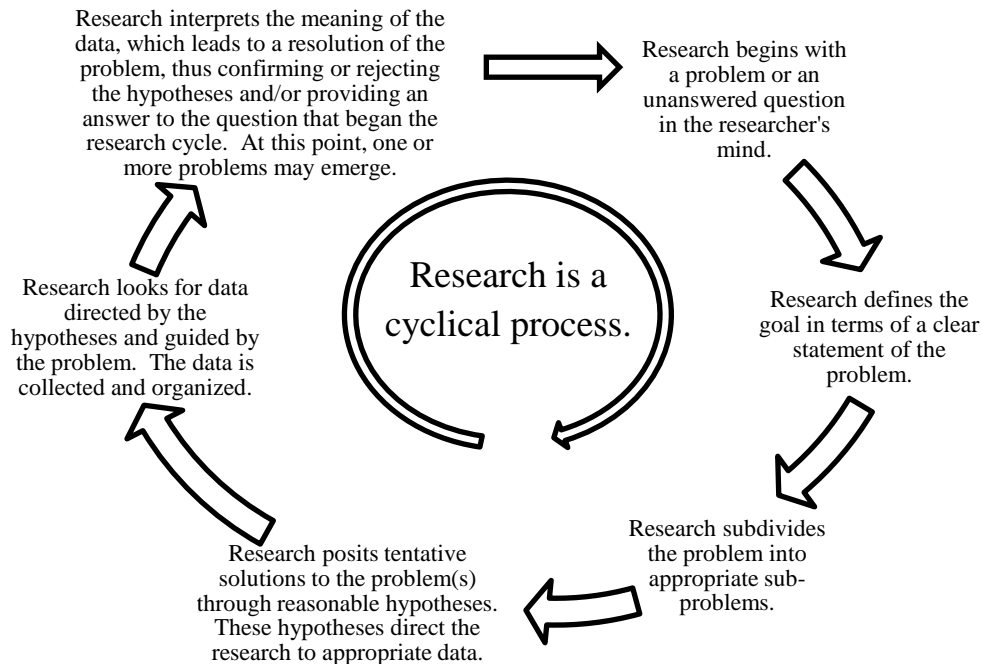 Research interprets the meaning of the
data, which leads to a resolution of the
problem, thus confirming or rejecting
the hypotheses and/or providing an
answer to the question that began the
research cycle.  At this point, one or
more problems may emerge.
Research begins with
a problem or an
unanswered question
in the researcher's
mind.
Research defines the
goal in terms of a clear
statement of the
problem.
Research subdivides
the problem into
appropriate sub-
problems.
Research posits tentative
solutions to the problem(s)
through reasonable hypotheses.
These hypotheses direct the
research to appropriate data.
Research looks for data
directed by the
hypotheses and guided by
the problem.  The data is
collected and organized.
Research is a
cyclical process.